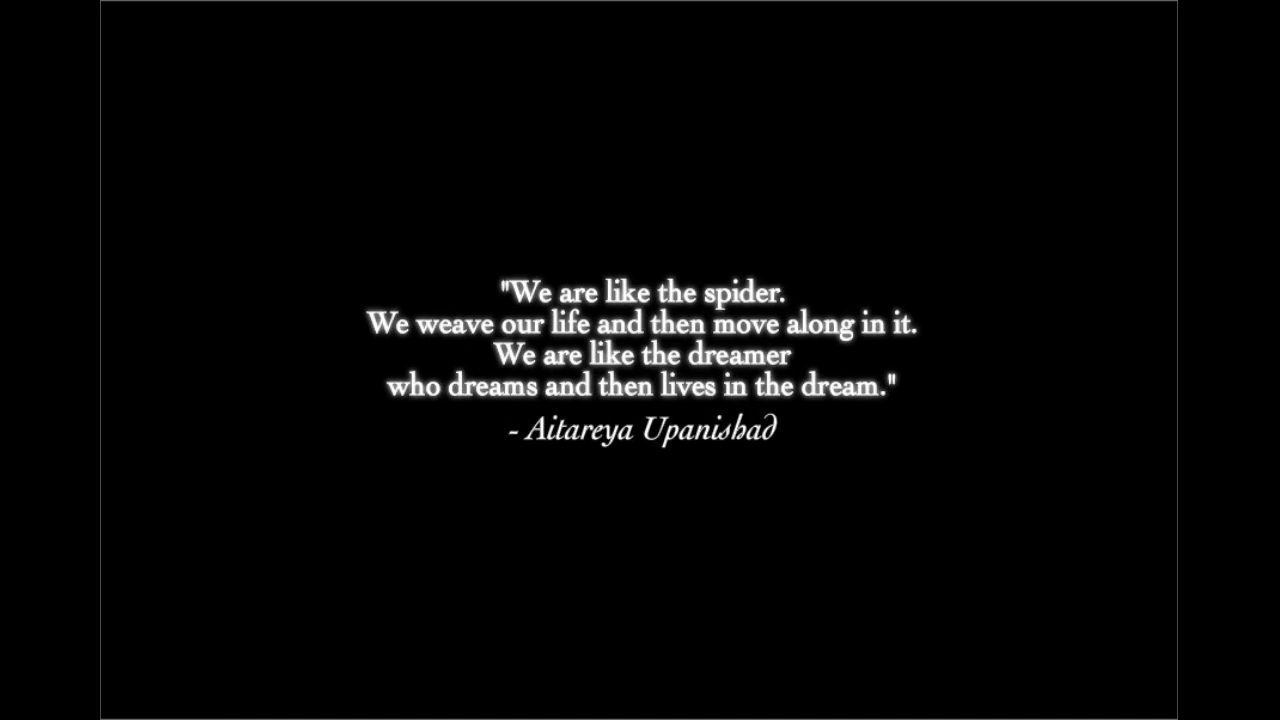 "We are like the spider.
We weave our life and then move along in it.
We are like the dreamer
who dreams and then lives in the dream."
- Aitareya Upanishad